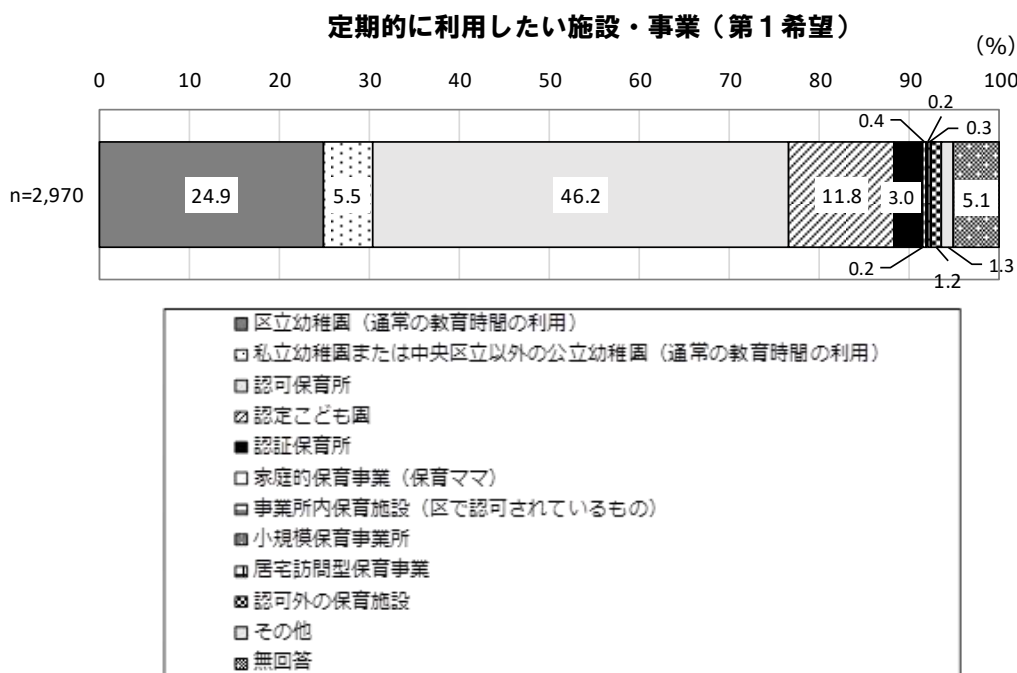 定期的に利用したい施設・事業（第１希望）
(%)
0 10 20 30 40 50 60 70 80 90 100
0.2
0.4 0.3
n=2,970 24.9 5.5 46.2 11.8 3.0 5.1
0.2 1.2 1.3
区立幼稚園（通常の教育時間の利用）
私立幼稚園または中央区立以外の公立幼稚園（通常の教育時間の利用）
認可保育所
認定こども園
認証保育所
家庭的保育事業（保育ママ）
事業所内保育施設（区で認可されているもの）
小規模保育事業所
居宅訪問型保育事業
認可外の保育施設
その他
無回答